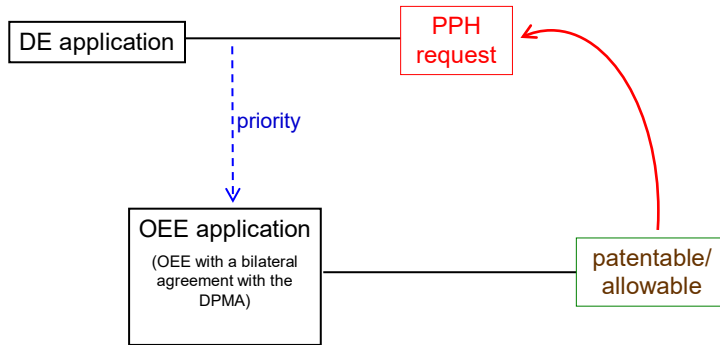 DE application
PPH
request
priority
OEE application
(OEE with a bilateral
agreement with the
DPMA)
patentable/
allowable